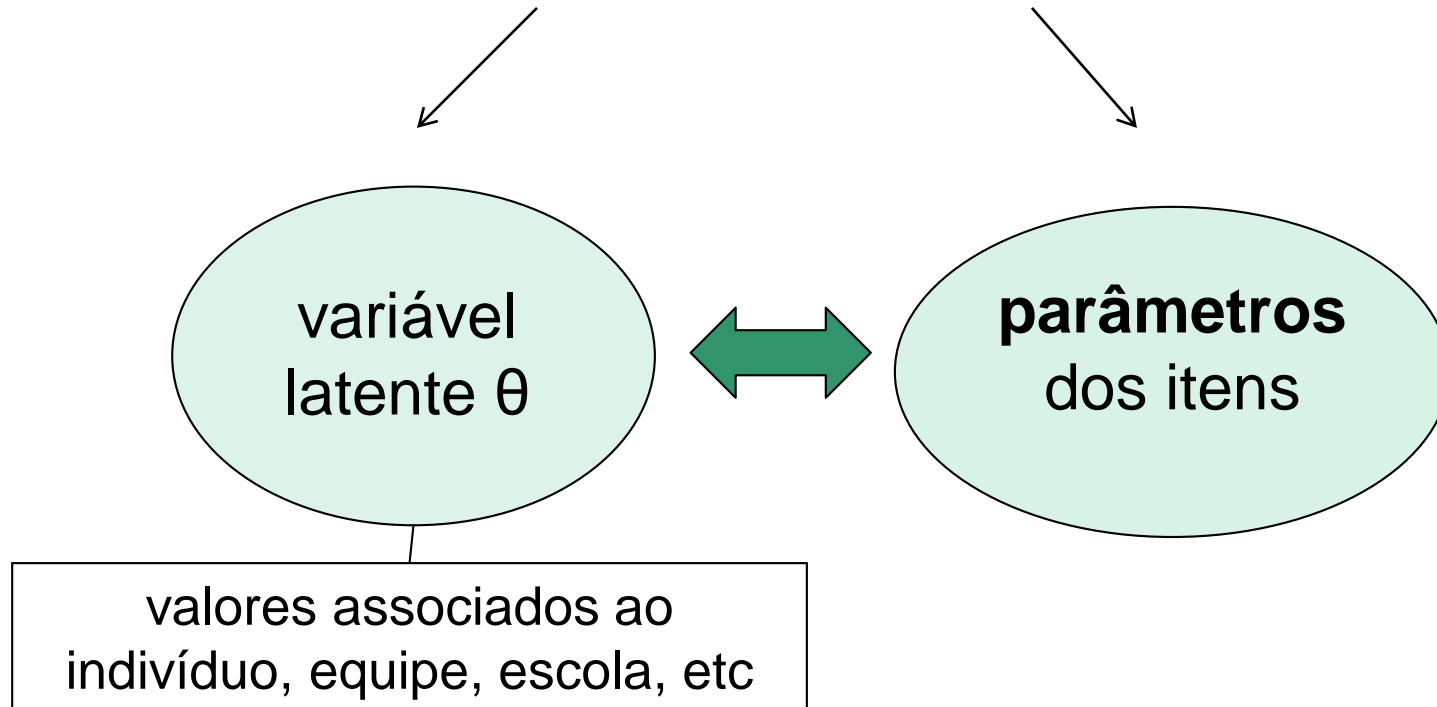 variável
latente θ
parâmetros
dos itens
valores associados ao
indivíduo, equipe, escola, etc